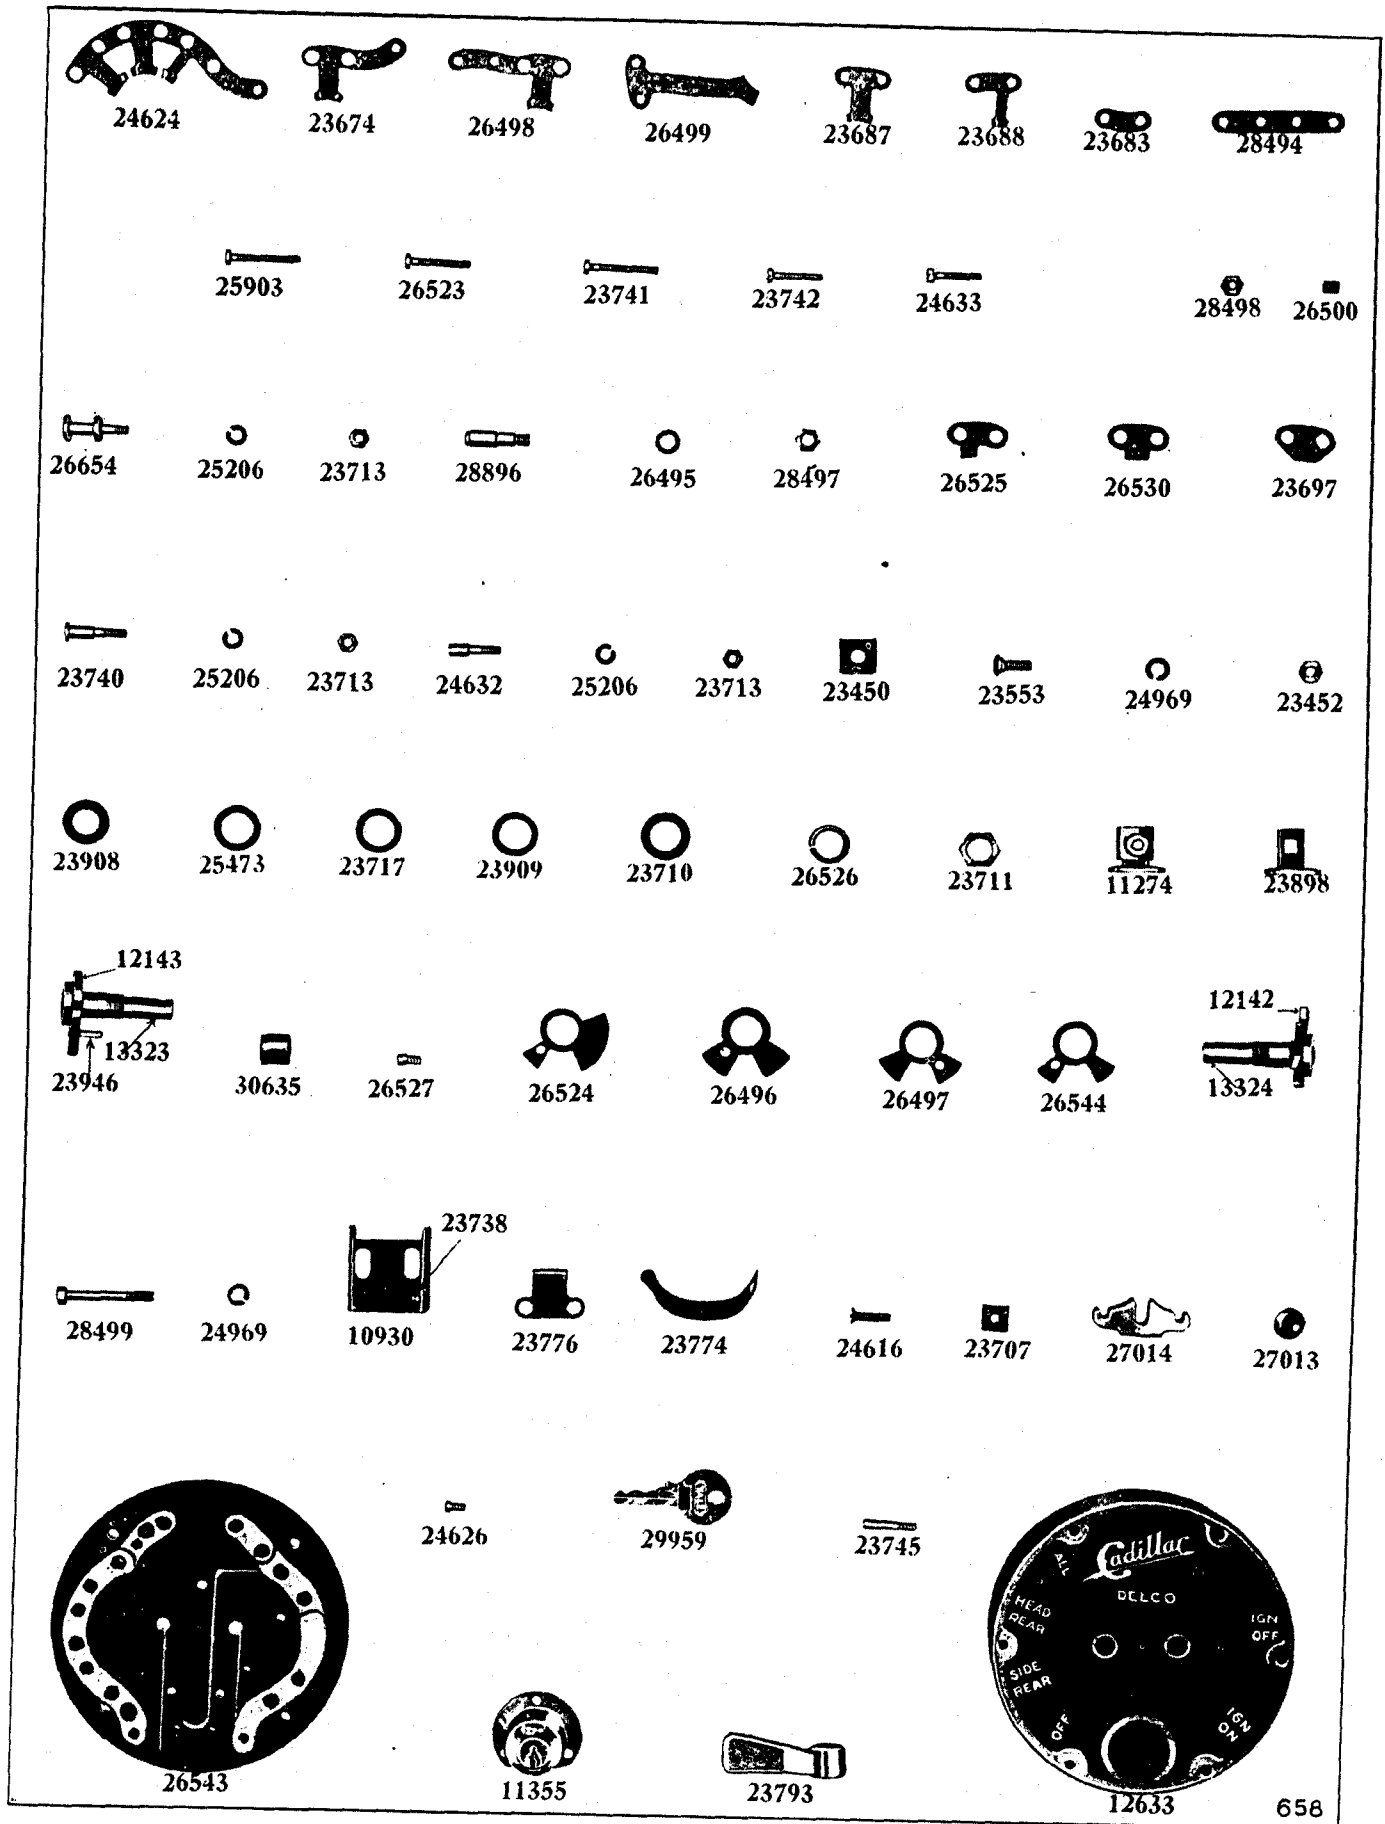 24624 23674 26498 26499 23687 23688 23683 28494
25903 26523 23741 23742 24633 28498 26500
26654 25206 23713 28896 26495 28497 26525 26530 23697
23740 25206 23713 24632 25206 23713 23450 23553 24969 23452
23908 25473 23717 23909 23710 26526 23711 11274 23898
12143
13323
23946 30635 26527 26524 26496 26497 26544
12142
13324
23738
28499 24969 10930 23776 23774 24616 23707 27014 27013
24626 29959 23745
Cadillac
DELCO
ALL
HEAD
REAR
SIDE
REAR
OFF
IGN
OFF
IGN
ON
26543 11355 23793 12633
658